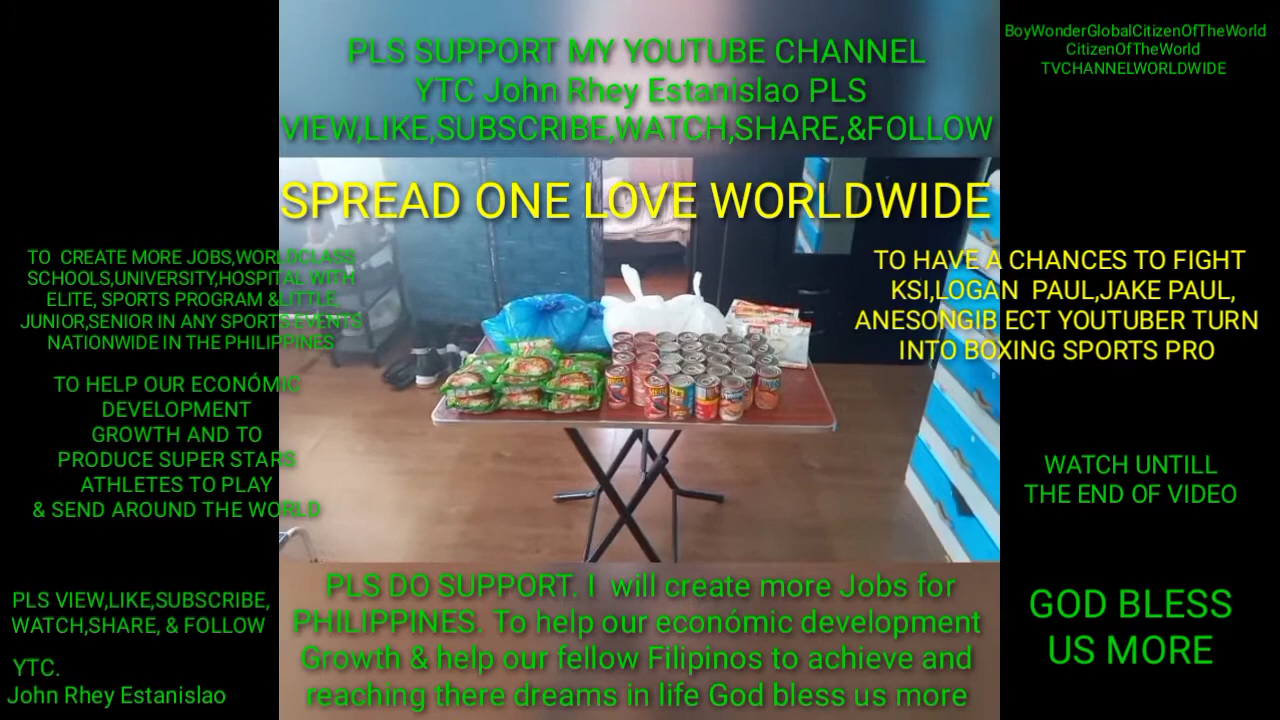 PLS SUPPORT MY YOUTUBE CHANNEL
YTC John Rhey Estanislao PLS
VIEW,LIKE,SUBSCRIBE,WATCH,SHARE,&FOLLOW
BoyWonderGlobalCitizenOfTheWorld
CitizenOfTheWorld
TVCHANNELWORLDWIDE
SPREAD ONE LOVE WORLDWIDE
TO CREATE MORE JOBS,WORLDCLASS
SCHOOLS,UNIVERSITY,HOSPITAL WITH
ELITE, SPORTS PROGRAM &LITTLE,
JUNIOR,SENIOR IN ANY SPORTS EVENTS
NATIONWIDE IN THE PHILIPPINES
TO HELP OUR ECONÓMIC
DEVELOPMENT
GROWTH AND TO
PRODUCE SUPER STARS
ATHLETES TO PLAY
& SEND AROUND THE WORLD
TO HAVE A CHANCES TO FIGHT
KSI,LOGAN PAUL,JAKE PAUL,
ANESONGIB ECT YOUTUBER TURN
INTO BOXING SPORTS PRO
MEGA
WATCH UNTILL
THE END OF VIDEO
PLS VIEW,LIKE,SUBSCRIBE,
WATCH,SHARE, & FOLLOW
YTC.
John Rhey Estanislao
PLS DO SUPPORT. I will create more Jobs for
PHILIPPINES. To help our económic development
Growth & help our fellow Filipinos to achieve and
reaching there dreams in life God bless us more
GOD BLESS
US MORE